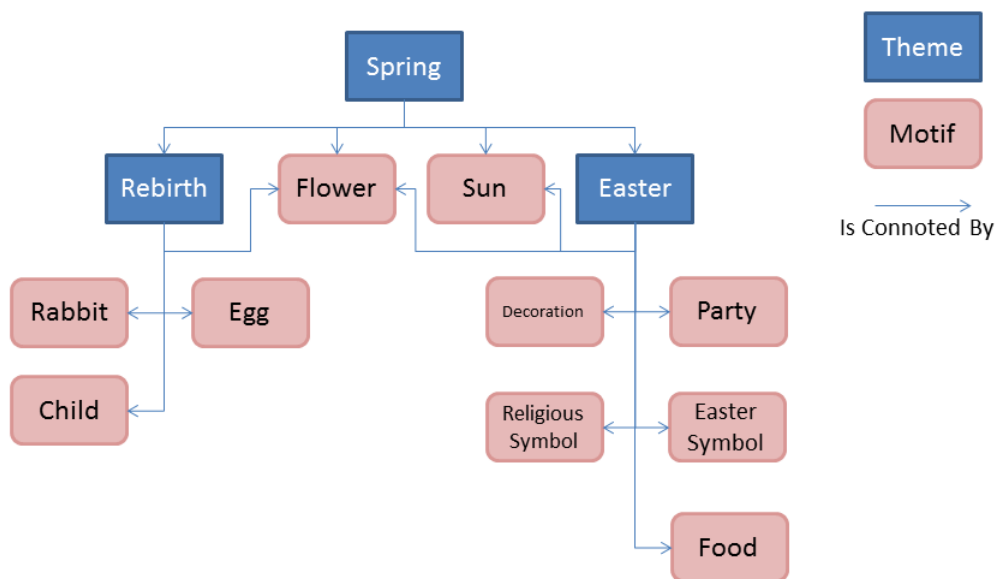 Spring
Theme
Motif
Is Connoted By
Rebirth
Flower
Sun
Easter
Rabbit
Egg
Decoration
Party
Child
Religious
Symbol
Easter
Symbol
Food